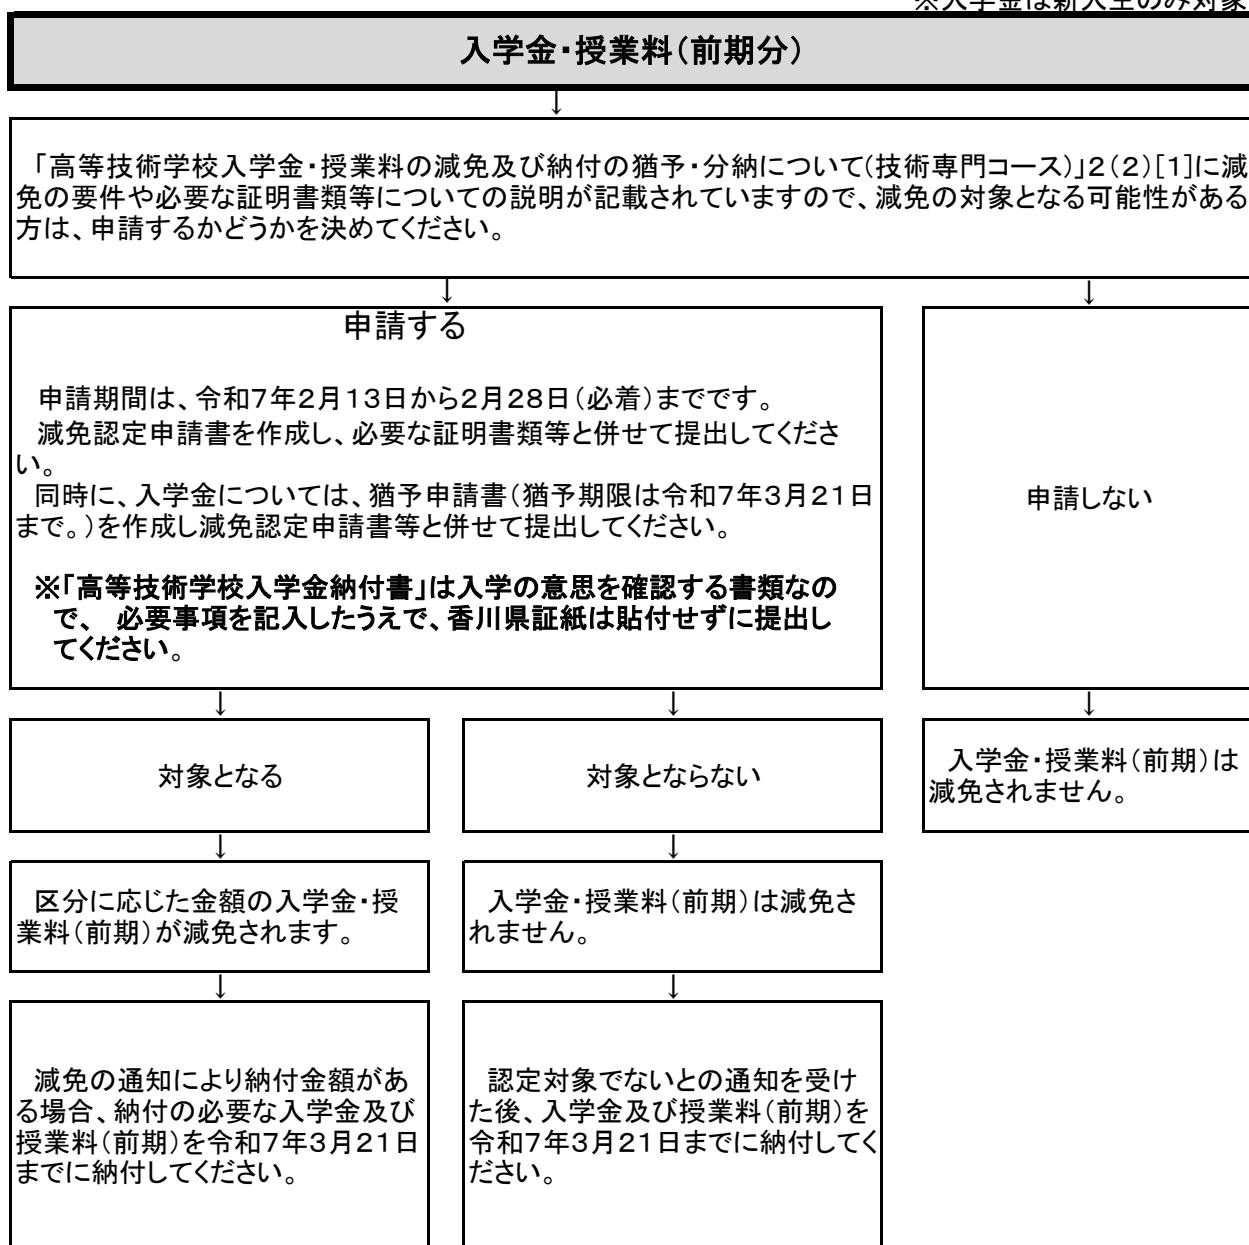 ※入学金は新入生のみ対象
入学金・授業料(前期分)
↓
「高等技術学校入学金・授業料の減免及び納付の猶予・分納について(技術専門コース)」2(2)[1]に減
免の要件や必要な証明書類等についての説明が記載されていますので、減免の対象となる可能性がある
方は、申請するかどうかを決めてください。
↓ ↓
申請する
申請期間は、令和7年2月13日から2月28日(必着)までです。
減免認定申請書を作成し、必要な証明書類等と併せて提出してくださ
い。
同時に、入学金については、猶予申請書(猶予期限は令和7年3月21日
まで。)を作成し減免認定申請書等と併せて提出してください。
※「高等技術学校入学金納付書」は入学の意思を確認する書類なの
で、 必要事項を記入したうえで、香川県証紙は貼付せずに提出し
てください。
申請しない
↓ ↓ ↓
対象となる
対象とならない
入学金・授業料(前期)は
減免されません。
↓ ↓
区分に応じた金額の入学金・授
業料(前期)が減免されます。
入学金・授業料(前期)は減免さ
れません。
↓ ↓
減免の通知により納付金額があ
る場合、納付の必要な入学金及び
授業料(前期)を令和7年3月21日
までに納付してください。
認定対象でないとの通知を受け
た後、入学金及び授業料(前期)を
令和7年3月21日までに納付してく
ださい。